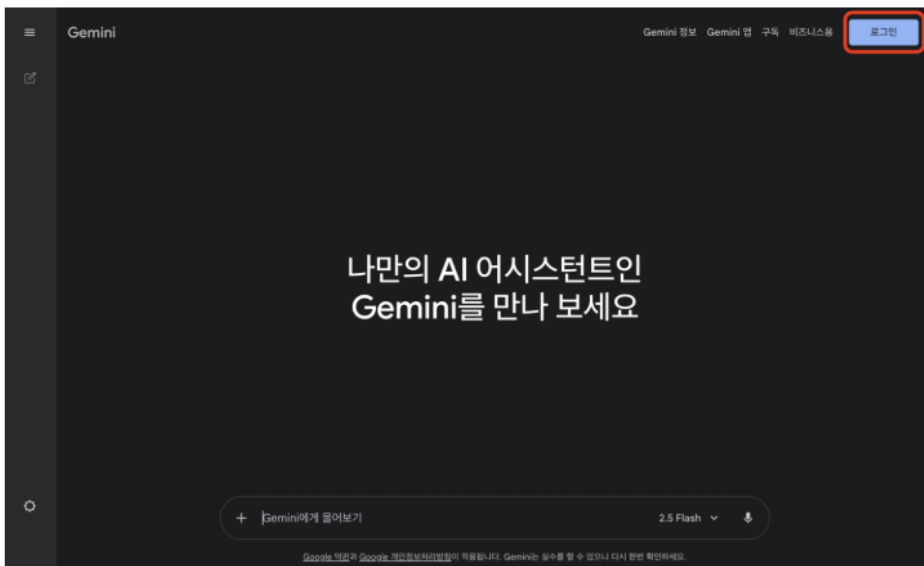 Gemini
Gemini 정보 Gemini 앱 구독 비즈니스용 로그인
나만의 AI 어시스턴트인
Gemini를 만나 보세요
Gemini에게 물어보기 2.5 Flash
Google 약관과 Google 개인정보처리방침이 적용됩니다. Gemini는 실수를 할 수 있으니 다시 한번 확인하세요.